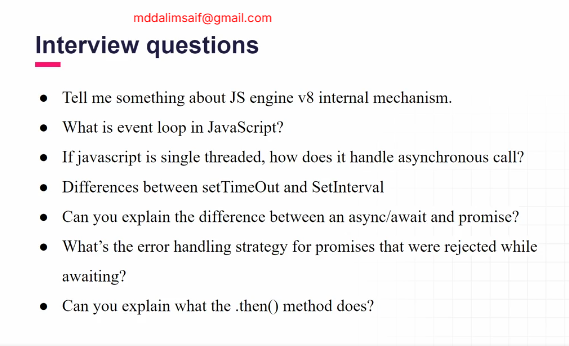 mddalimsaif@gmail.com
Interview questions
● Tell me something about JS engine v8 internal mechanism.
● What is event loop in JavaScript?
● If javascript is single threaded, how does it handle asynchronous call?
● Differences between setTimeOut and SetInterval
● Can you explain the difference between an async/await and promise?
● What’s the error handling strategy for promises that were rejected while
awaiting?
● Can you explain what the .then() method does?